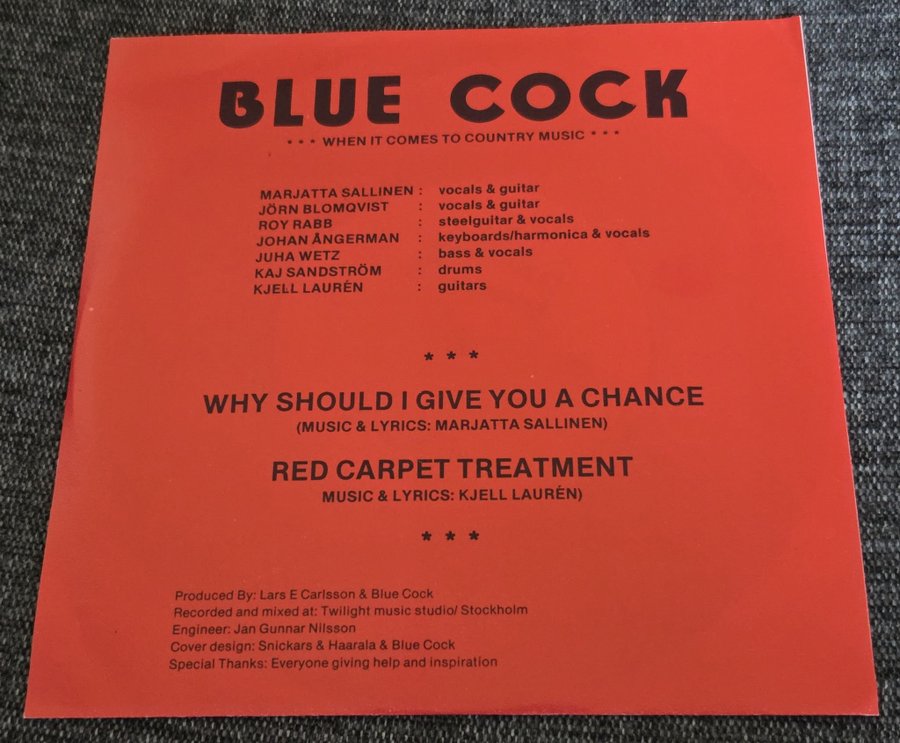 BLUE COCK
* * * WHEN IT COMES TO COUNTRY MUSIC * * *
MARJATTA SALLINEN : vocals & guitar
JÖRN BLOMQVIST : vocals & guitar
ROY RABB : steelguitar & vocals
JOHAN ÅNGERMAN : keyboards/harmonica & vocals
JUHA WETZ : bass & vocals
KAJ SANDSTRÖM : drums
KJELL LAURÉN : guitars
* * *
WHY SHOULD I GIVE YOU A CHANCE
(MUSIC & LYRICS: MARJATTA SALLINEN)
RED CARPET TREATMENT
MUSIC & LYRICS: KJELL LAURÉN)
* * *
Produced By: Lars E Carlsson & Blue Cock
Recorded and mixed at: Twilight music studio/ Stockholm
Engineer: Jan Gunnar Nilsson
Cover design: Snickars & Haarala & Blue Cock
Special Thanks: Everyone giving help and inspiration